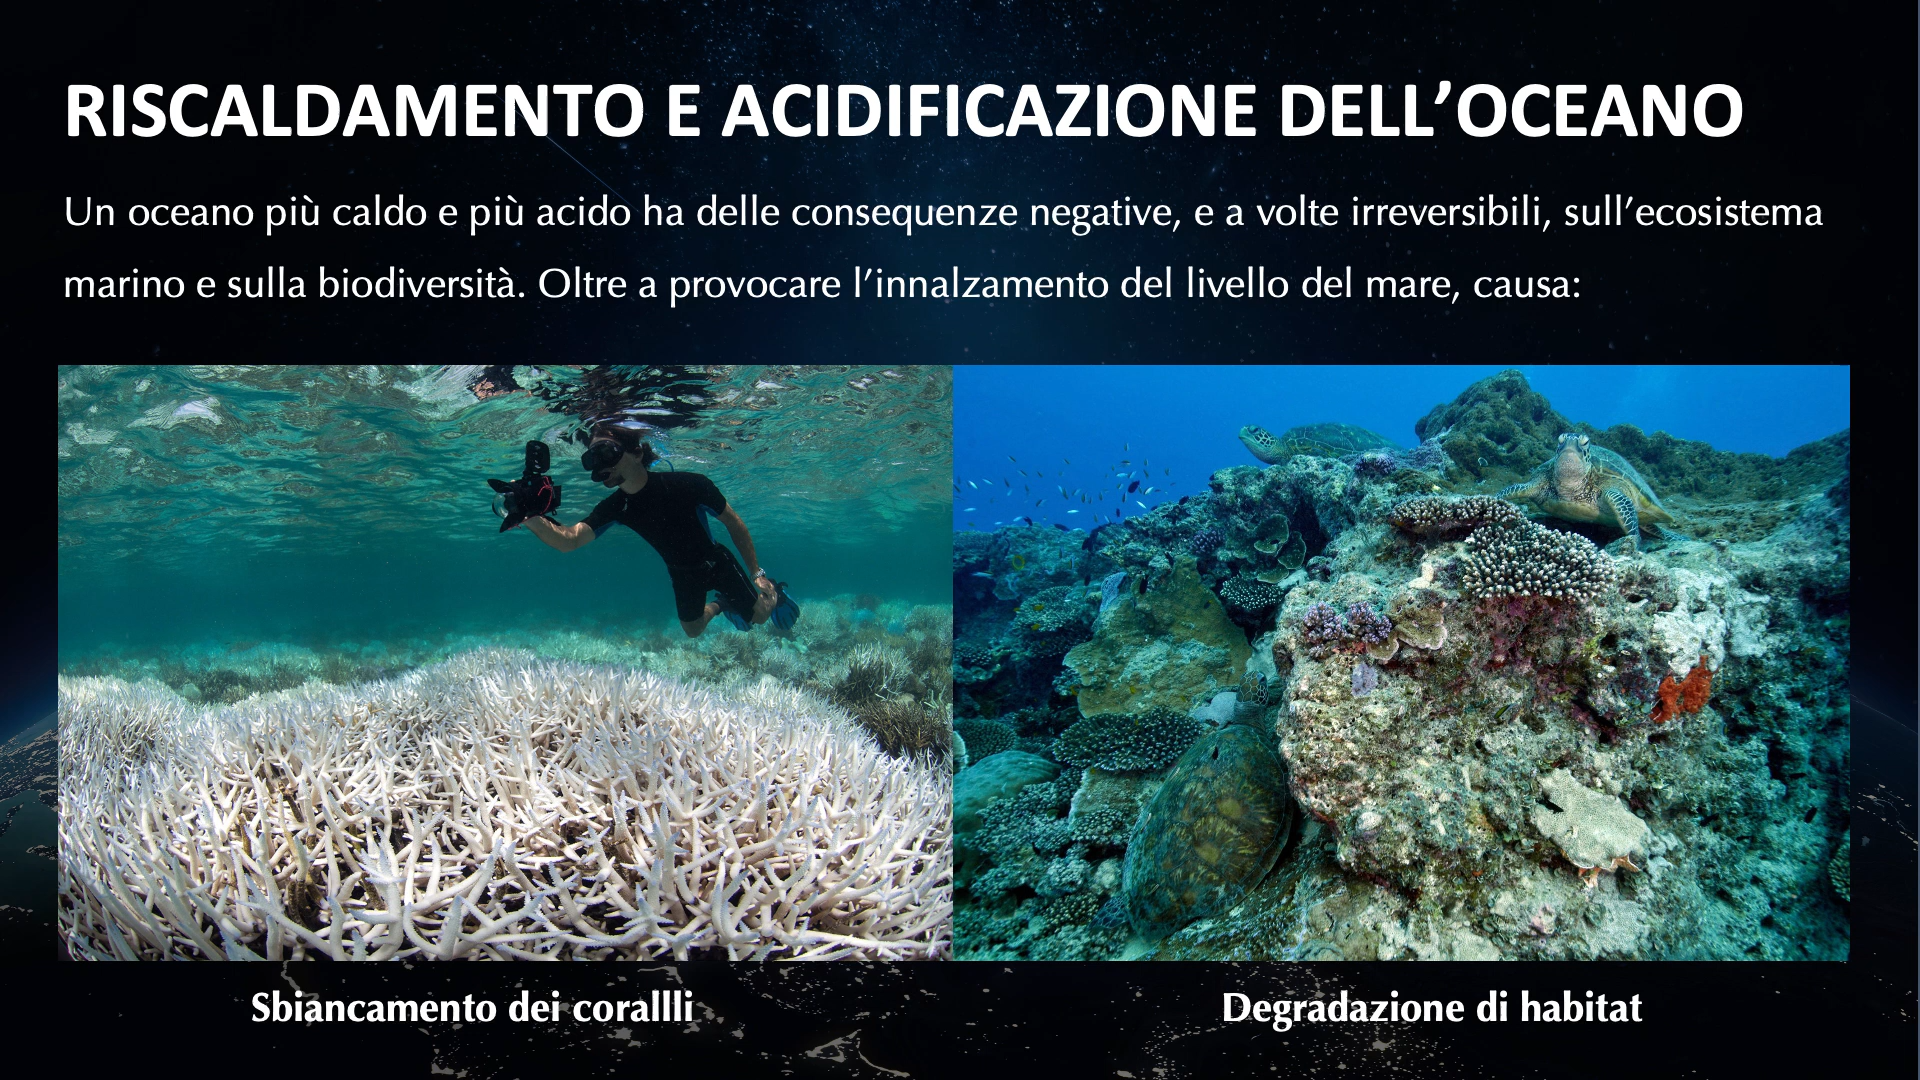 RISCALDAMENTO E ACIDIFICAZIONE DELL’OCEANO
Un oceano più caldo e più acido ha delle consequenze negative, e a volte irreversibili, sull’ecosistema
marino e sulla biodiversità. Oltre a provocare l’innalzamento del livello del mare, causa:
Sbiancamento dei corallli
Degradazione di habitat